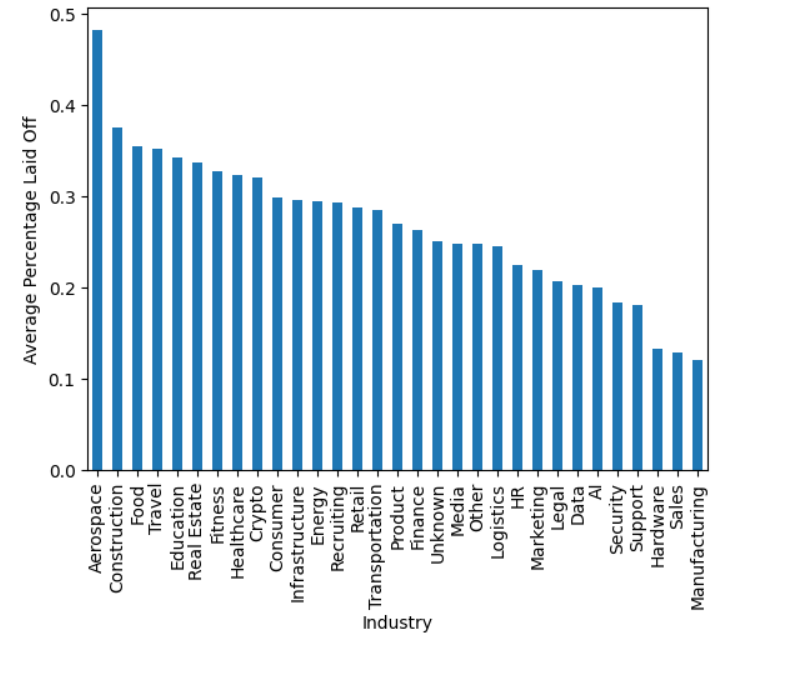 0.5
0.4
0.3
0.2
0.1
0.0
Average Percentage Laid Off
Aerospace
Construction
Food
Travel
Education
Real Estate
Fitness
Healthcare
Crypto
Consumer
Infrastructure
Energy
Recruiting
Retail
Transportation
Product
Finance
Unknown
Media
Other
Logistics
HR
Marketing
Legal
Data
AI
Security
Support
Hardware
Sales
Manufacturing
Industry